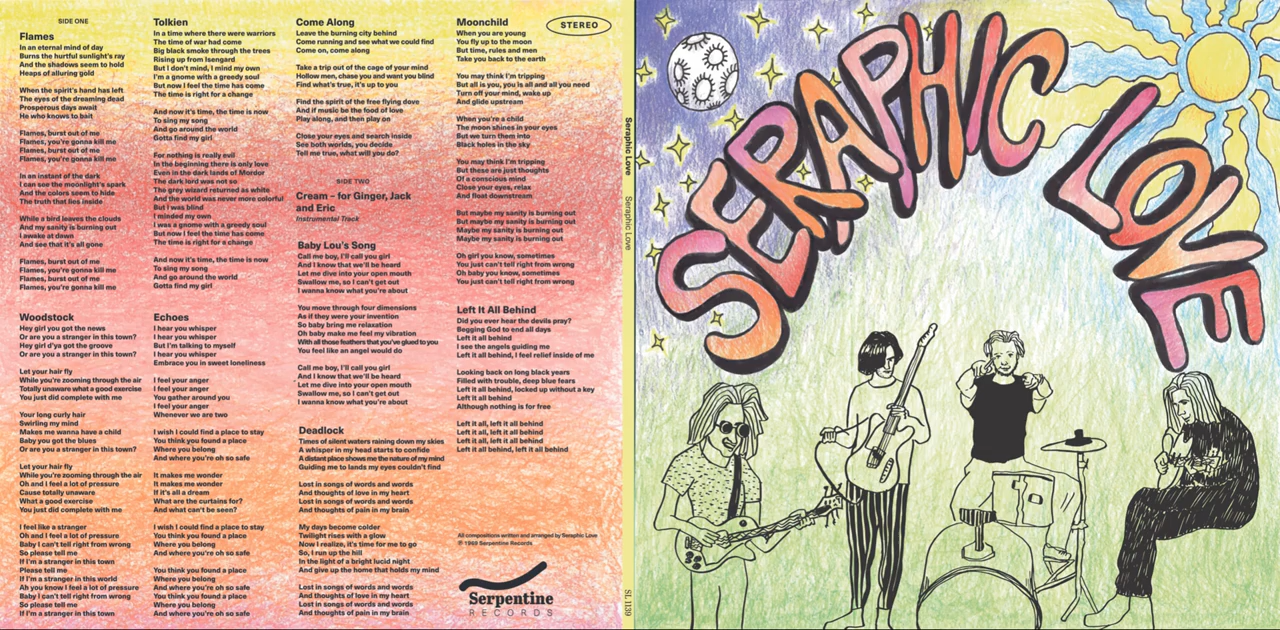 SIDE ONE
Flames
In an eternal mind of day
Burns the hurtful sunlight's ray
And the shadows seem to hold
Heaps of alluring gold
When the spirit's hand has left
The eyes of the dreaming dead
Prosperous days await
He who knows to bait
Flames, burst out of me
Flames, you're gonna kill me
Flames, burst out of me
Flames, you're gonna kill me
In an instant of the dark
I can see the moonlight's spark
And the colors seem to hide
The truth that lies inside
While a bird leaves the clouds
And my sanity is burning out
I awake at dawn
And see that it's all gone
Flames, burst out of me
Flames, you're gonna kill me
Flames, burst out of me
Flames, you're gonna kill me
Woodstock
Hey girl you got the news
Or are you a stranger in this town?
Hey girl d'ya got the groove
Or are you a stranger in this town?
Let your hair fly
While you're zooming through the air
Totally unaware what a good exercise
You just did complete with me
Your long curly hair
Swirling my mind
Makes me wanna have a child
Baby you got the blues
Or are you a stranger in this town?
Let your hair fly
While you're zooming through the air
Oh and I feel a lot of pressure
Cause totally unaware
What a good exercise
You just did complete with me
I feel like a stranger
Oh and I feel a lot of pressure
Baby I can't tell right from wrong
So please tell me
If I'm a stranger in this town
Please tell me
If I'm a stranger in this world
Ah you know I feel a lot of pressure
Baby I can't tell right from wrong
So please tell me
If I'm a stranger in this town
Tolkien
In a time where there were warriors
The time of war had come
Big black smoke through the trees
Rising up from Isengard
But I don't mind, I mind my own
I'm a gnome with a greedy soul
But now I feel the time has come
The time is right for a change
And now it's time, the time is now
To sing my song
And go around the world
Gotta find my girl
For nothing is really evil
In the beginning there is only love
Even in the dark lands of Mordor
The dark lord was not so
The grey wizard returned as white
And the world was never more colorful
But I was blind
I minded my own
I was a gnome with a greedy soul
But now I feel the time has come
The time is right for a change
And now it's time, the time is now
To sing my song
And go around the world
Gotta find my girl
Echoes
I hear you whisper
I hear you whisper
But I'm talking to myself
I hear you whisper
Embrace you in sweet loneliness
I feel your anger
I feel your anger
You gather around you
I feel your anger
Whenever we are two
I wish I could find a place to stay
You think you found a place
Where you belong
And where you're oh so safe
It makes me wonder
It makes me wonder
If it's all a dream
What are the curtains for?
And what can't be seen?
I wish I could find a place to stay
You think you found a place
Where you belong
And where you're oh so safe
You think you found a place
Where you belong
And where you're oh so safe
You think you found a place
Where you belong
And where you're oh so safe
Come Along
Leave the burning city behind
Come running and see what we could find
Come on, come along
Take a trip out of the cage of your mind
Hollow men, chase you and want you blind
Find what's true, it's up to you
Find the spirit of the free flying dove
And if music be the food of love
Play along, and then play on
Close your eyes and search inside
See both worlds, you decide
Tell me true, what will you do?
SIDE TWO
Cream – for Ginger, Jack
and Eric
Instrumental Track
Baby Lou's Song
Call me boy, I'll call you girl
And I know that we'll be heard
Let me dive into your open mouth
Swallow me, so I can't get out
I wanna know what you're about
You move through four dimensions
As if they were your invention
So baby bring me relaxation
Oh baby make me feel my vibration
With all those feathers that you've glued to you
You feel like an angel would do
Call me boy, I'll call you girl
And I know that we'll be heard
Let me dive into your open mouth
Swallow me, so I can't get out
I wanna know what you're about
Deadlock
Times of silent waters raining down my skies
A whisper in my head starts to confide
A distant place shows me the nature of my mind
Guiding me to lands my eyes couldn't find
Lost in songs of words and words
And thoughts of love in my heart
Lost in songs of words and words
And thoughts of pain in my brain
My days become colder
Twilight rises with a glow
Now I realize, it's time for me to go
So, I run up the hill
In the light of a bright lucid night
And give up the home that holds my mind
Lost in songs of words and words
And thoughts of love in my heart
Lost in songs of words and words
And thoughts of pain in my brain
Moonchild
When you are young
You fly up to the moon
But time, rules and men
Take you back to the earth
You may think I'm tripping
But all is you, you is all and all you need
Turn off your mind, wake up
And glide upstream
When you're a child
The moon shines in your eyes
But we turn them into
Black holes in the sky
You may think I'm tripping
But these are just thoughts
Of a conscious mind
Close your eyes, relax
And float downstream
But maybe my sanity is burning out
But maybe my sanity is burning out
Maybe my sanity is burning out
Maybe my sanity is burning out
Oh girl you know, sometimes
You just can't tell right from wrong
Oh baby you know, sometimes
You just can't tell right from wrong
Left It All Behind
Did you ever hear the devils pray?
Begging God to end all days
Left it all behind
I see the angels guiding me
Left it all behind, I feel relief inside of me
Looking back on long black years
Filled with trouble, deep blue fears
Left it all behind, locked up without a key
Left it all behind
Although nothing is for free
Left it all, left it all behind
Left it all, left it all behind
Left it all, left it all behind
Left it all behind, left it all behind
STEREO
All compositions written and arranged by Seraphic Love
℗ 1969 Serpentine Records
Serpentine
RECORDS
Seraphic Love
Seraphic Love
SL 1139
SERAPHIC LOVE